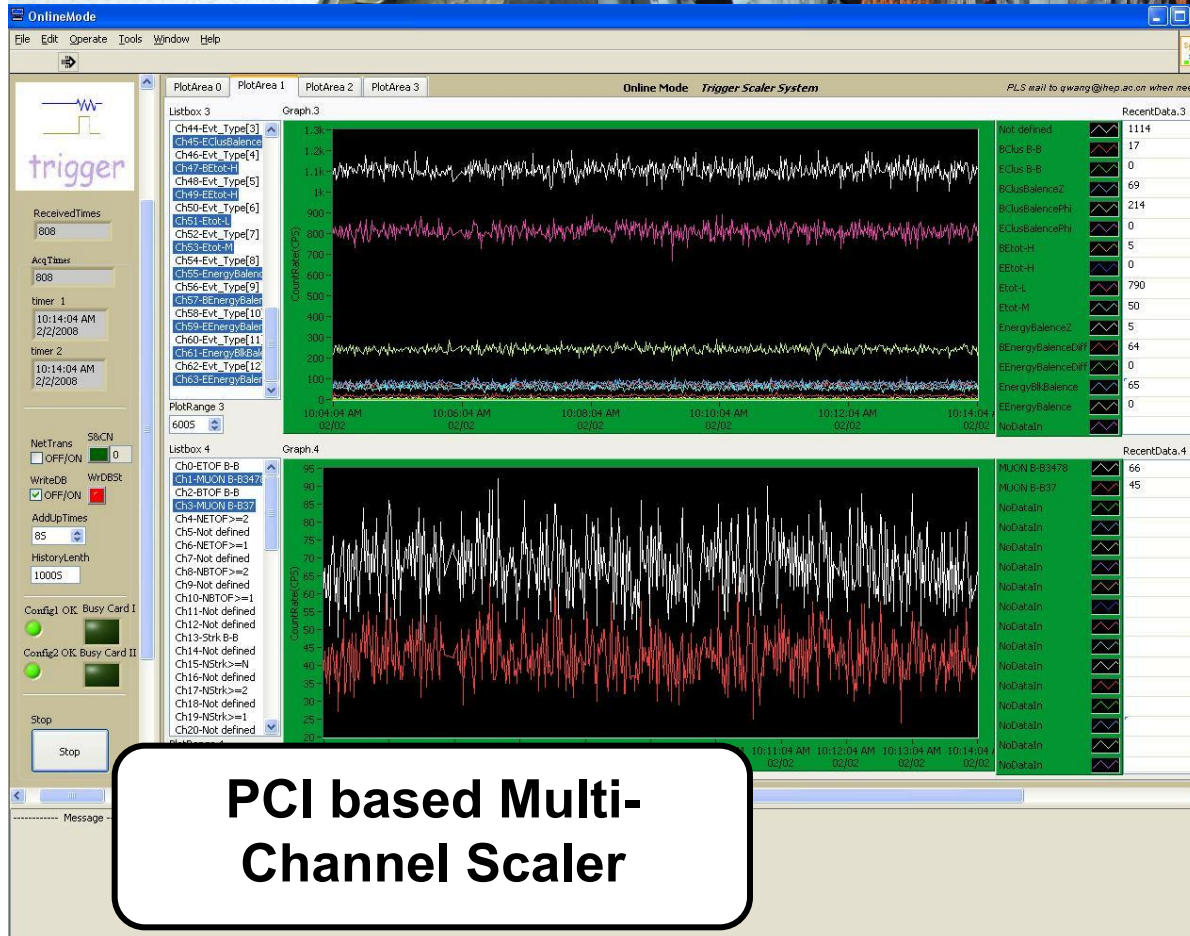 OnlineMode
File Edit Operate Tools Window Help
trigger
ReceivedTimes
808
AcqTimes
808
timer 1
10:14:04 AM
2/2/2008
timer 2
10:14:04 AM
2/2/2008
NetTrans S&CN
OFF/ON 0
WriteDB WrDBSt
OFF/ON
AddUpTimes
8S
HistoryLenth
1000S
Config1 OK Busy Card I
Config2 OK Busy Card II
Stop
Stop
PlotArea 0 PlotArea 1 PlotArea 2 PlotArea 3
Online Mode Trigger Scaler System
PLS mail to qwang@ihep.ac.cn when
Listbox 3
Graph.3
RecentData.3
Ch44-Evt_Type[3]
Ch45-EClusBalence
Ch46-Evt_Type[4]
Ch47-BEtot-H
Ch48-Evt_Type[5]
Ch49-EEtot-H
Ch50-Evt_Type[6]
Ch51-Etot-L
Ch52-Evt_Type[7]
Ch53-Etot-M
Ch54-Evt_Type[8]
Ch55-EnergyBalenc
Ch56-Evt_Type[9]
Ch57-BEnergyBalen
Ch58-Evt_Type[10]
Ch59-EEnergyBaler
Ch60-Evt_Type[11]
Ch61-EnergyBlkBale
Ch62-Evt_Type[12]
Ch63-EEnergyBaler
PlotRange 3
600S
CountRate(CPS)
1.3k
1.2k
1.1k
1k
900
800
700
600
500
400
300
200
100
0
10:04:04 AM 10:06:04 AM 10:08:04 AM 10:10:04 AM 10:12:04 AM 10:14:04
02/02 02/02 02/02 02/02 02/02 02/02
Not defined 1114
BClus B-B 17
EClus B-B 0
BClusBalenceZ 69
BClusBalencePhi 214
EClusBalencePhi 0
BEtot-H 5
EEtot-H 0
Etot-L 790
Etot-M 50
EnergyBalenceZ 5
BEnergyBalenceDiff 64
EEnergyBalenceDiff 0
EnergyBlkBalence 65
EEnergyBalence 0
NoDataIn
Listbox 4
Graph.4
RecentData.4
Ch0-ETOF B-B
Ch1-MUON B-B3478
Ch2-BTOF B-B
Ch3-MUON B-B37
Ch4-NETOF>=2
Ch5-Not defined
Ch6-NETOF>=1
Ch7-Not defined
Ch8-NBTOF>=2
Ch9-Not defined
Ch10-NBTOF>=1
Ch11-Not defined
Ch12-Not defined
Ch13-Strk B-B
Ch14-Not defined
Ch15-NStrk>=N
Ch16-Not defined
Ch17-NStrk>=2
Ch18-Not defined
Ch19-NStrk>=1
Ch20-Not defined
CountRate(CPS)
95
90
85
80
75
70
65
60
55
50
45
40
35
30
25
20
10:11:04 AM 10:12:04 AM 10:13:04 AM 10:14:04
02/02 02/02 02/02 02/02
MUON B-B3478 66
MUON B-B37 45
NoDataIn
NoDataIn
NoDataIn
NoDataIn
NoDataIn
NoDataIn
NoDataIn
NoDataIn
NoDataIn
NoDataIn
NoDataIn
NoDataIn
NoDataIn
NoDataIn
------------ Message --
PCI based Multi-
Channel Scaler